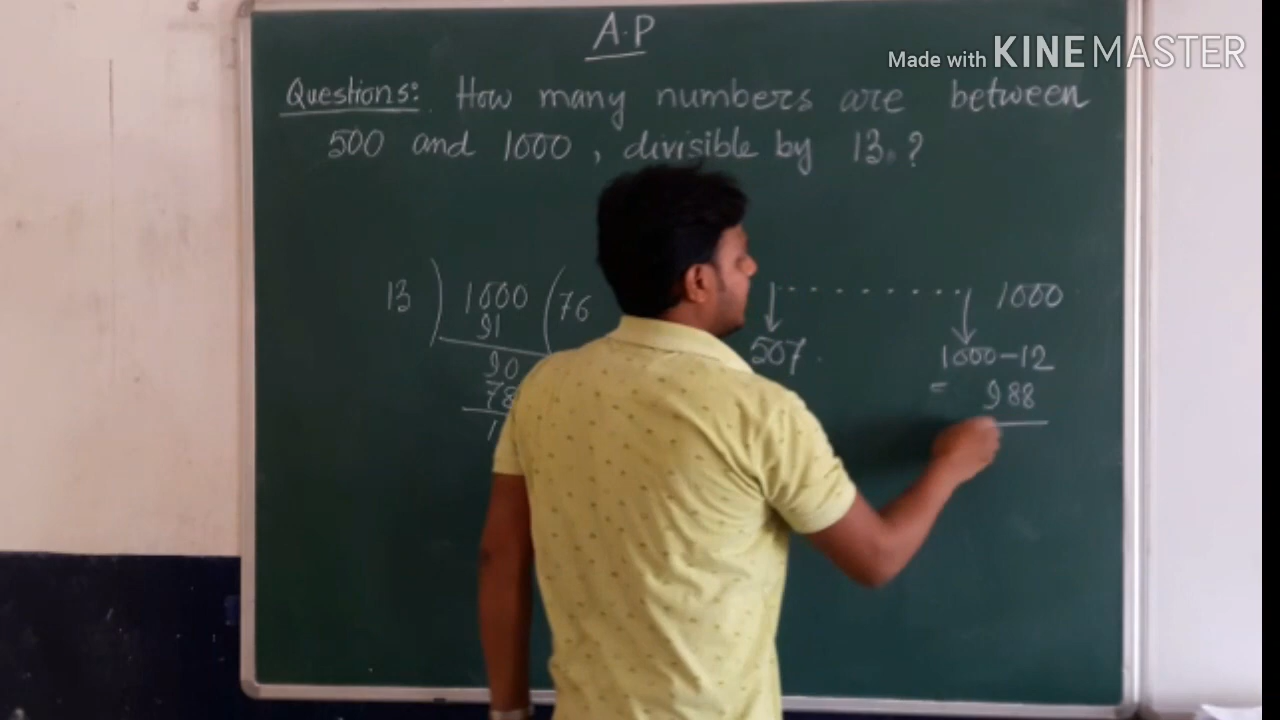 A.P
Made with KINEMASTER
Questions: How many numbers are between
500 and 1000, divisible by 13.?
13 ) 1000 ( 76
91
90
78
1
1000
507.
1000-12
= 988